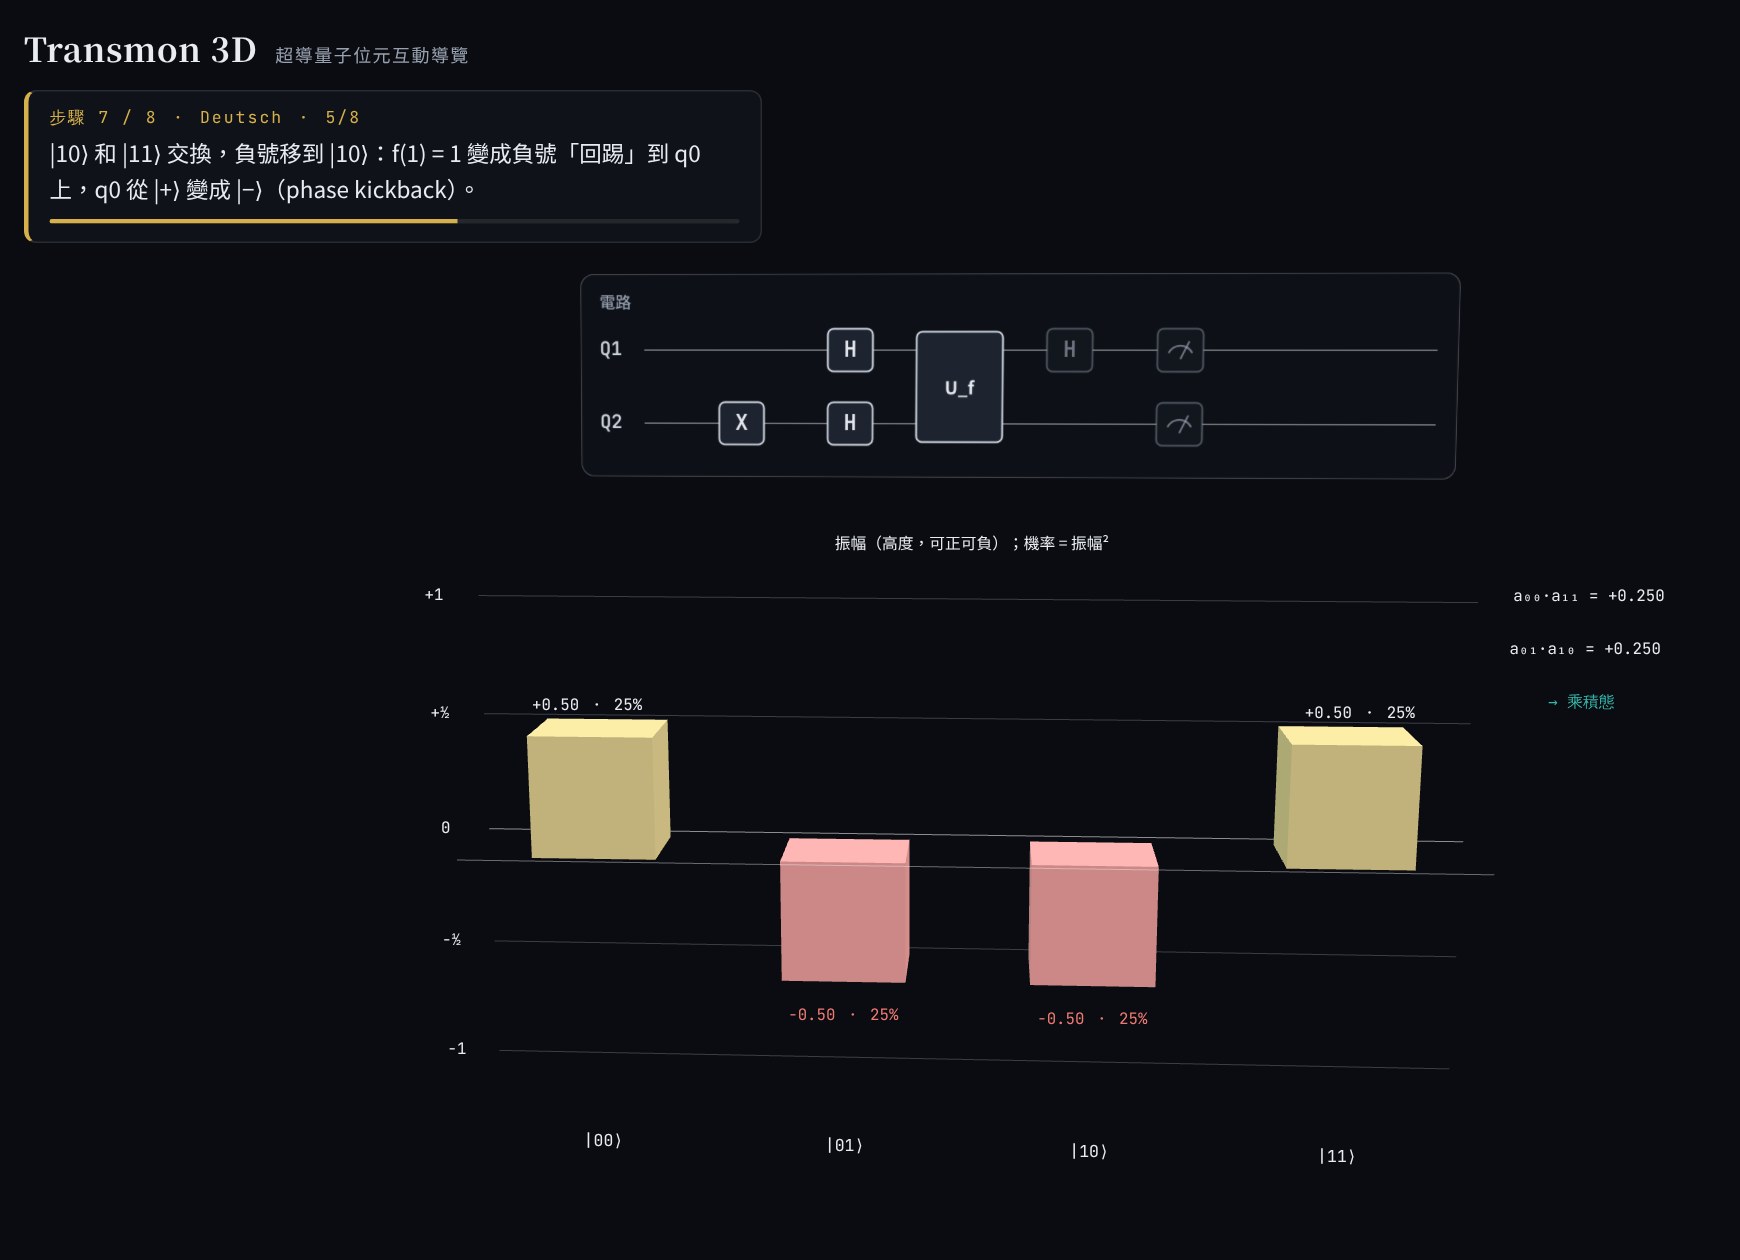 Transmon 3D 超導量子位元互動導覽
步驟 7 / 8 · Deutsch · 5/8
|10⟩ 和 |11⟩ 交換，負號移到 |10⟩：f(1) = 1 變成負號「回踢」到 q0
上，q0 從 |+⟩ 變成 |−⟩（phase kickback）。
電路
Q1 H U_f H
Q2 X H
振幅（高度，可正可負）；機率 = 振幅²
+1
a₀₀·a₁₁ = +0.250
a₀₁·a₁₀ = +0.250
→ 乘積態
+½
+0.50 · 25%
+0.50 · 25%
0
-½
-0.50 · 25%
-0.50 · 25%
-1
|00⟩
|01⟩
|10⟩
|11⟩